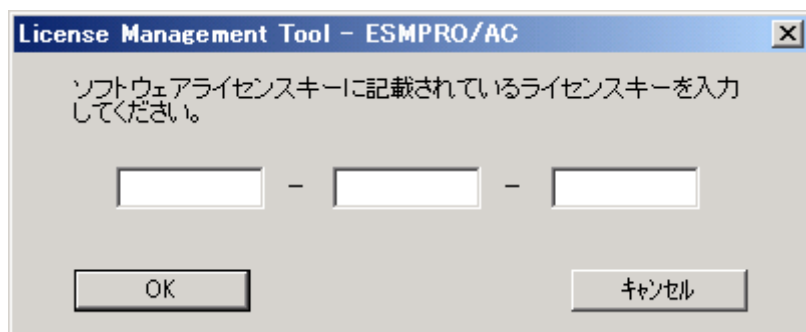 License Management Tool - ESMPRO/AC
ソフトウェアライセンスキーに記載されているライセンスキーを入力
してください。
- -
OK ｷｬﾝｾﾙ